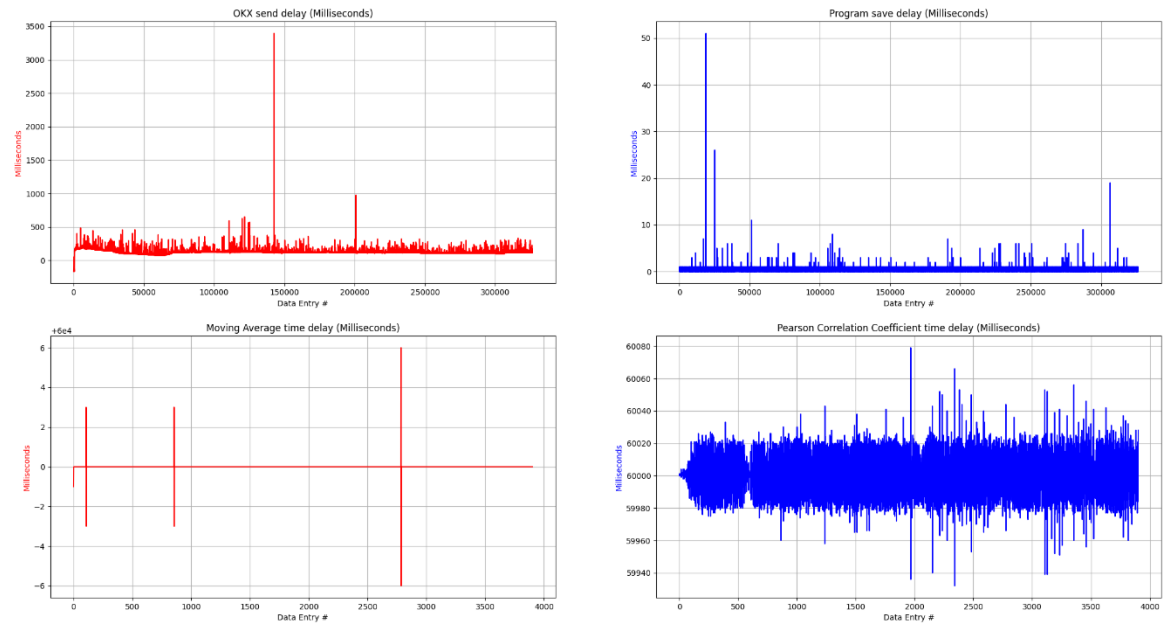 OKX send delay (Milliseconds)
3500
3000
2500
2000
1500
1000
500
0
Milliseconds
0 50000 100000 150000 200000 250000 300000
Data Entry #
Program save delay (Milliseconds)
50
40
30
20
10
0
Milliseconds
0 50000 100000 150000 200000 250000 300000
Data Entry #
Moving Average time delay (Milliseconds)
+6e4
6
4
2
0
−2
−4
−6
Milliseconds
0 500 1000 1500 2000 2500 3000 3500 4000
Data Entry #
Pearson Correlation Coefficient time delay (Milliseconds)
60080
60060
60040
60020
60000
59980
59960
59940
Milliseconds
0 500 1000 1500 2000 2500 3000 3500 4000
Data Entry #